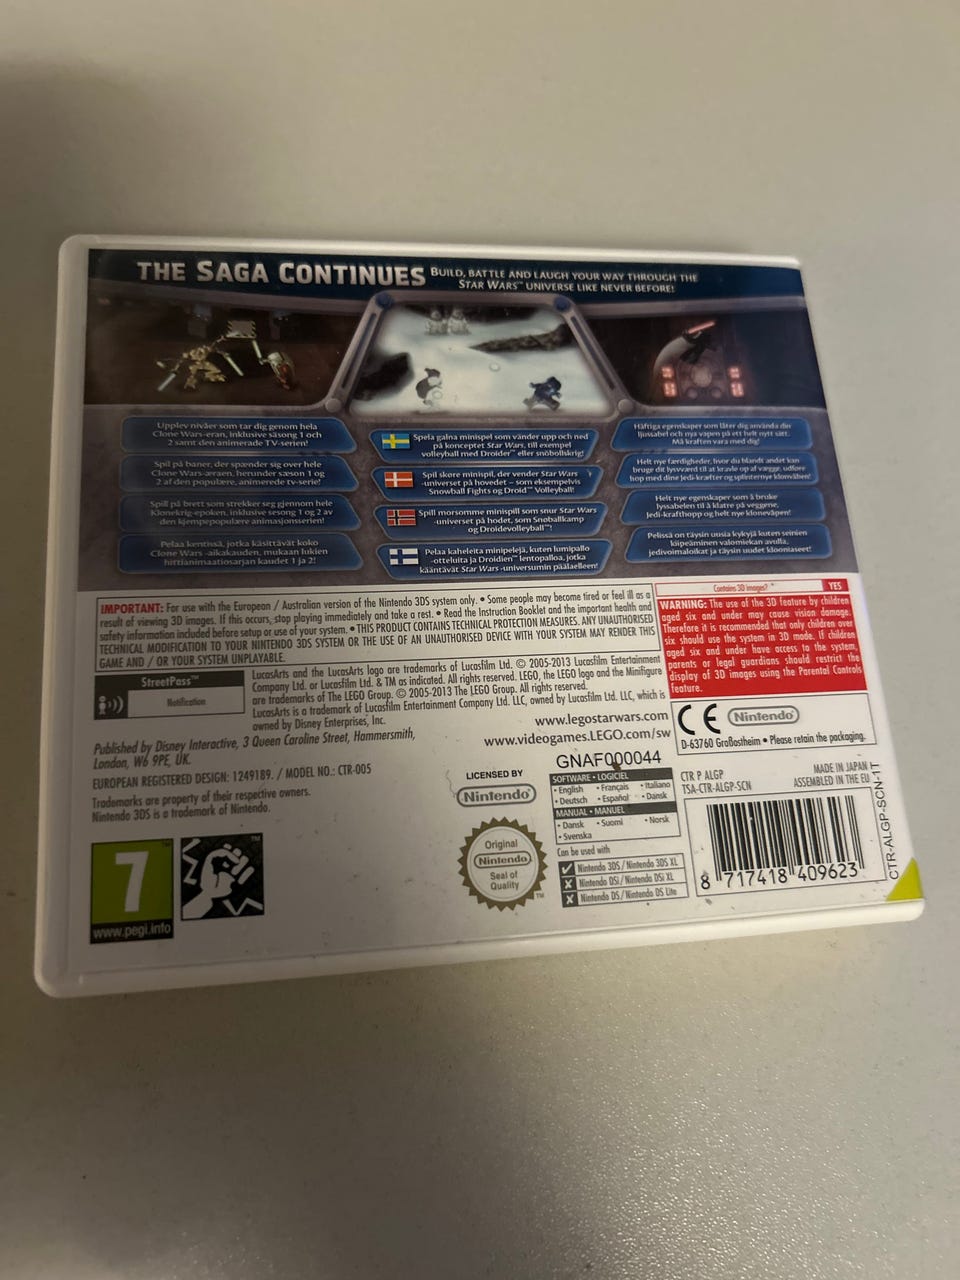 THE SAGA CONTINUES BUILD, BATTLE AND LAUGH YOUR WAY THROUGH THE
STAR WARS™ UNIVERSE LIKE NEVER BEFORE!
Upplev nivåer som tar dig genom hela
Clone Wars-eran, inklusive säsong 1 och
2 samt den animerade TV-serien!
Spil på baner, der spænder sig over hele
Clone Wars-æraen, herunder sæson 1 og
2 af den populære, animerede tv-serie!
Spill på brett som strekker seg gjennom hele
Klonekrig-epoken, inklusive sesong 1 og 2 av
den kjempepopulære animasjonsserien!
Pelaa kentissä, jotka käsittävät koko
Clone Wars -aikakauden, mukaan lukien
hittianimaatiosarjan kaudet 1 ja 2!
Spela galna minispel som vänder upp och ned
på konceptet Star Wars, till exempel
volleyboll med Droider™ eller snöbollskrig!
Spil skøre minispil, der vender Star Wars
-universet på hovedet – som eksempelvis
Snowball Fights og Droid™ Volleyball!
Spill morsomme minispill som snur Star Wars
-universet på hodet, som Snøballkamp
og Droidevolleyball™!
Pelaa kaheleita minipelejä, kuten lumipallo
-otteluita ja Droidien™ lentopalloa, jotka
kääntävät Star Wars -universumin päälaelleen!
Häftiga egenskaper som låter dig använda din
ljussabel och nya vapen på ett helt nytt sätt.
Må kraften vara med dig!
Helt nye færdigheder, hvor du blandt andet kan
bruge dit lyssværd til at kravle op af vægge, udføre
hop med dine Jedi-kræfter og splinternye klonvåben!
Helt nye egenskaper som å bruke
lyssabelen til å klatre på veggene,
Jedi-krafthopp og helt nye klonevåpen!
Pelissä on täysin uusia kykyjä kuten seinien
kiipeäminen valomiekan avulla,
jedivoimaloikat ja täysin uudet klooniaseet!
IMPORTANT: For use with the European / Australian version of the Nintendo 3DS system only. • Some people may become tired or feel ill as a
result of viewing 3D images. If this occurs, stop playing immediately and take a rest. • Read the Instruction Booklet and the important health and
safety information included before setup or use of your system. • THIS PRODUCT CONTAINS TECHNICAL PROTECTION MEASURES. ANY UNAUTHORISED
TECHNICAL MODIFICATION TO YOUR NINTENDO 3DS SYSTEM OR THE USE OF AN UNAUTHORISED DEVICE WITH YOUR SYSTEM MAY RENDER THIS
GAME AND / OR YOUR SYSTEM UNPLAYABLE.
Contains 3D images? YES
WARNING: The use of the 3D feature by children
aged six and under may cause vision damage.
Therefore it is recommended that only children over
six should use the system in 3D mode. If children
aged six and under have access to the system,
parents or legal guardians should restrict the
display of 3D images using the Parental Controls
feature.
StreetPass™
Notification
LucasArts and the LucasArts logo are trademarks of Lucasfilm Ltd. © 2005-2013 Lucasfilm Entertainment
Company Ltd. or Lucasfilm Ltd. & TM as indicated. All rights reserved. LEGO, the LEGO logo and the Minifigure
are trademarks of The LEGO Group. © 2005-2013 The LEGO Group. All rights reserved.
LucasArts is a trademark of Lucasfilm Entertainment Company Ltd. LLC, owned by Lucasfilm Ltd. LLC, which is
owned by Disney Enterprises, Inc.
www.legostarwars.com
www.videogames.LEGO.com/sw
Published by Disney Interactive, 3 Queen Caroline Street, Hammersmith,
London, W6 9PE, UK.
EUROPEAN REGISTERED DESIGN: 1249189. / MODEL NO.: CTR-005
Trademarks are property of their respective owners.
Nintendo 3DS is a trademark of Nintendo.
CE Nintendo
D-63760 Großostheim • Please retain the packaging.
GNAF000044
LICENSED BY
Nintendo
SOFTWARE • LOGICIEL
• English • Français • Italiano
• Deutsch • Español • Dansk
MANUAL • MANUEL
• Dansk • Suomi • Norsk
• Svenska
Can be used with
Nintendo 3DS / Nintendo 3DS XL
Nintendo DSi / Nintendo DSi XL
Nintendo DS / Nintendo DS Lite
Original
Nintendo
Seal of
Quality
™
CTR P ALGP
TSA-CTR-ALGP-SCN
MADE IN JAPAN
ASSEMBLED IN THE EU
8 717418 409623
CTR-ALGP-SCN-1T
7
www.pegi.info
™